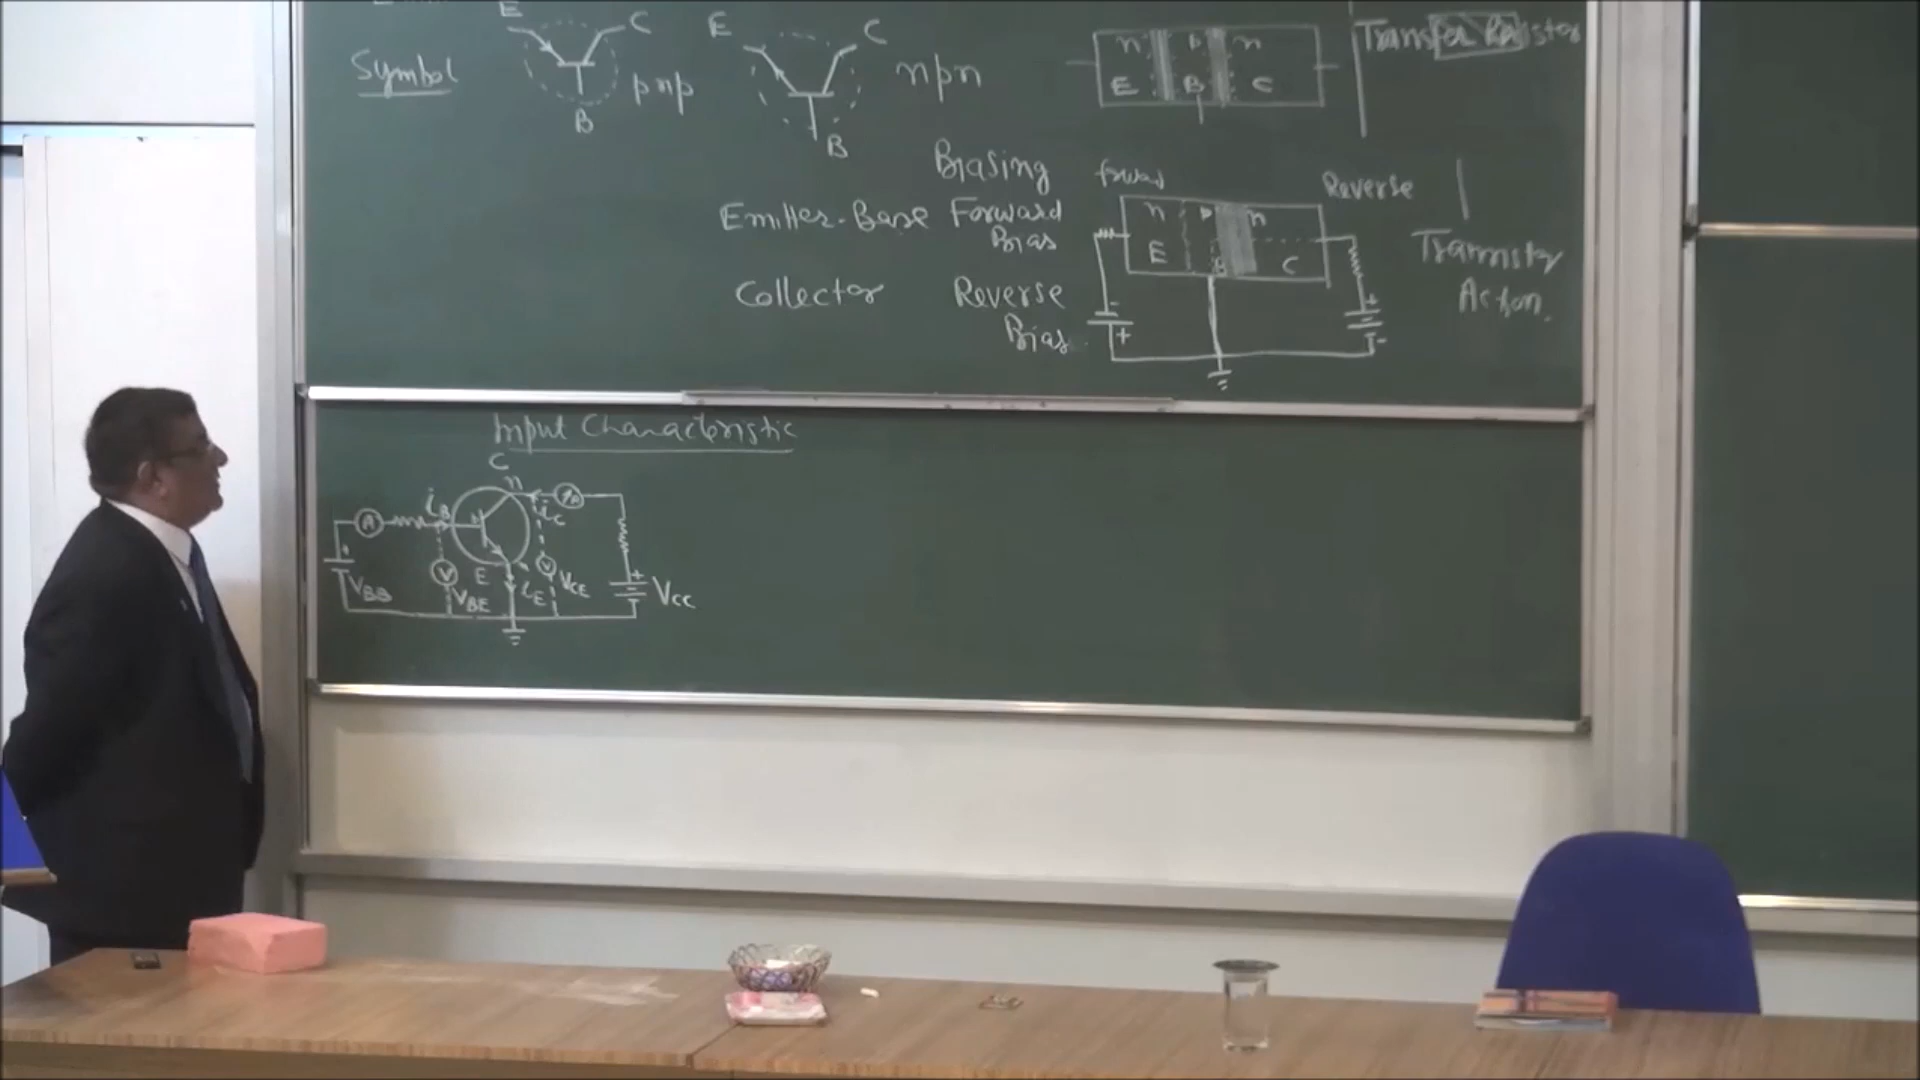 E C E C
n B n
Transfer Resistor
Symbol
pnp
npn
E B C
B
B
Biasing
forward
Reverse
Emitter-Base Forward
Bias
n n
E C
Transistor
Action.
Collector Reverse
Bias
+ -
Input Characteristic
C
n
A
iB
iC
V
E
V
VBB
VBE
iE
VCE
+
VCC